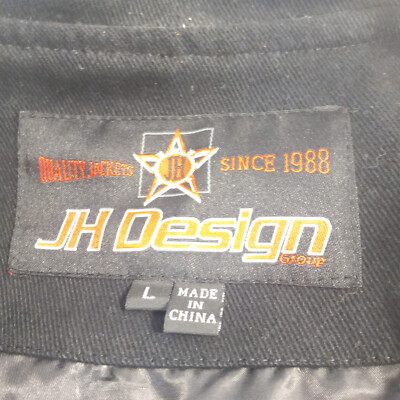 QUALITY JACKETS JH SINCE 1988
JH Design
GROUP
L
MADE
IN
CHINA